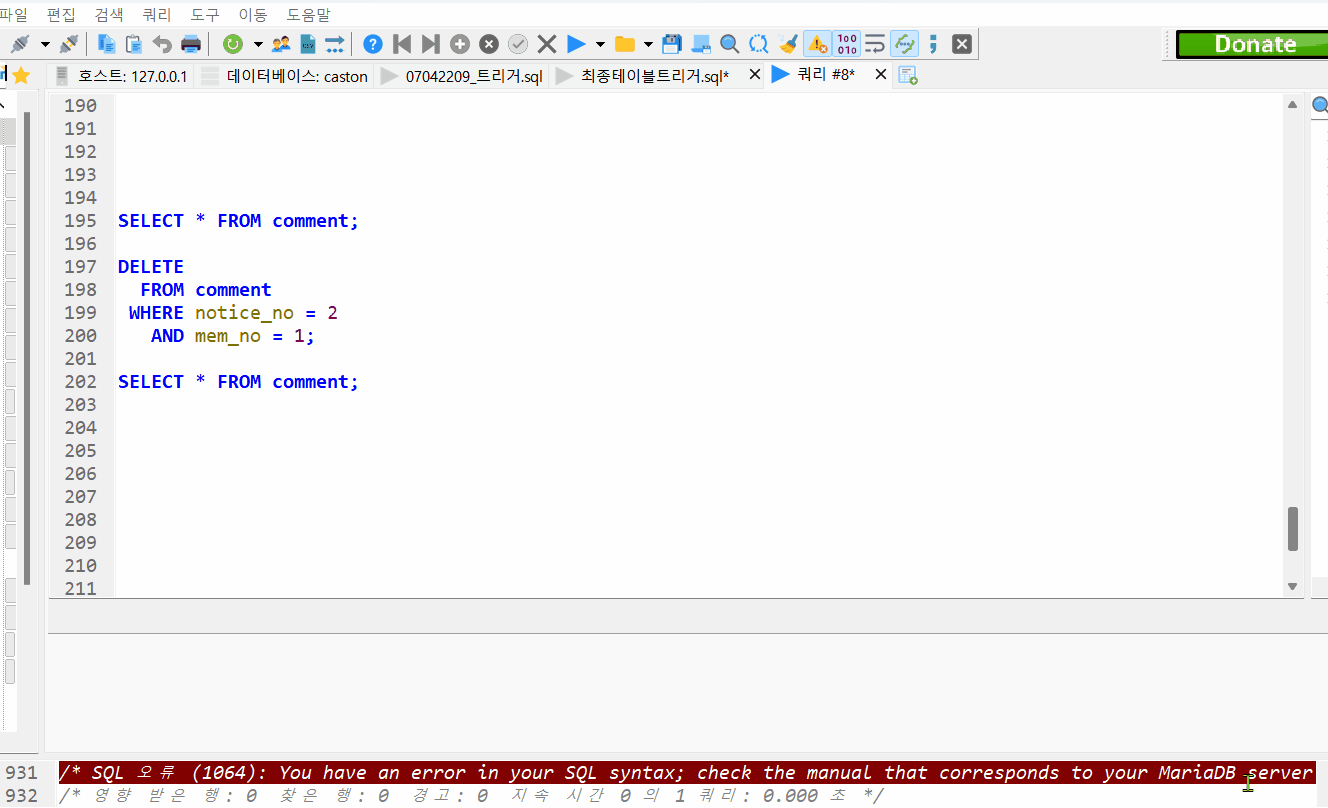 파일 편집 검색 쿼리 도구 이동 도움말
Donate
호스트: 127.0.0.1 데이터베이스: caston 07042209_트리거.sql 최종테이블트리거.sql* 쿼리 #8*
190
191
192
193
194
195 SELECT * FROM comment;
196
197 DELETE
198 FROM comment
199 WHERE notice_no = 2
200 AND mem_no = 1;
201
202 SELECT * FROM comment;
203
204
205
206
207
208
209
210
211
931 /* SQL 오류 (1064): You have an error in your SQL syntax; check the manual that corresponds to your MariaDB server
932 /* 영향 받은 행: 0 찾은 행: 0 경고: 0 지속 시간 0 의 1 쿼리: 0.000 초 */